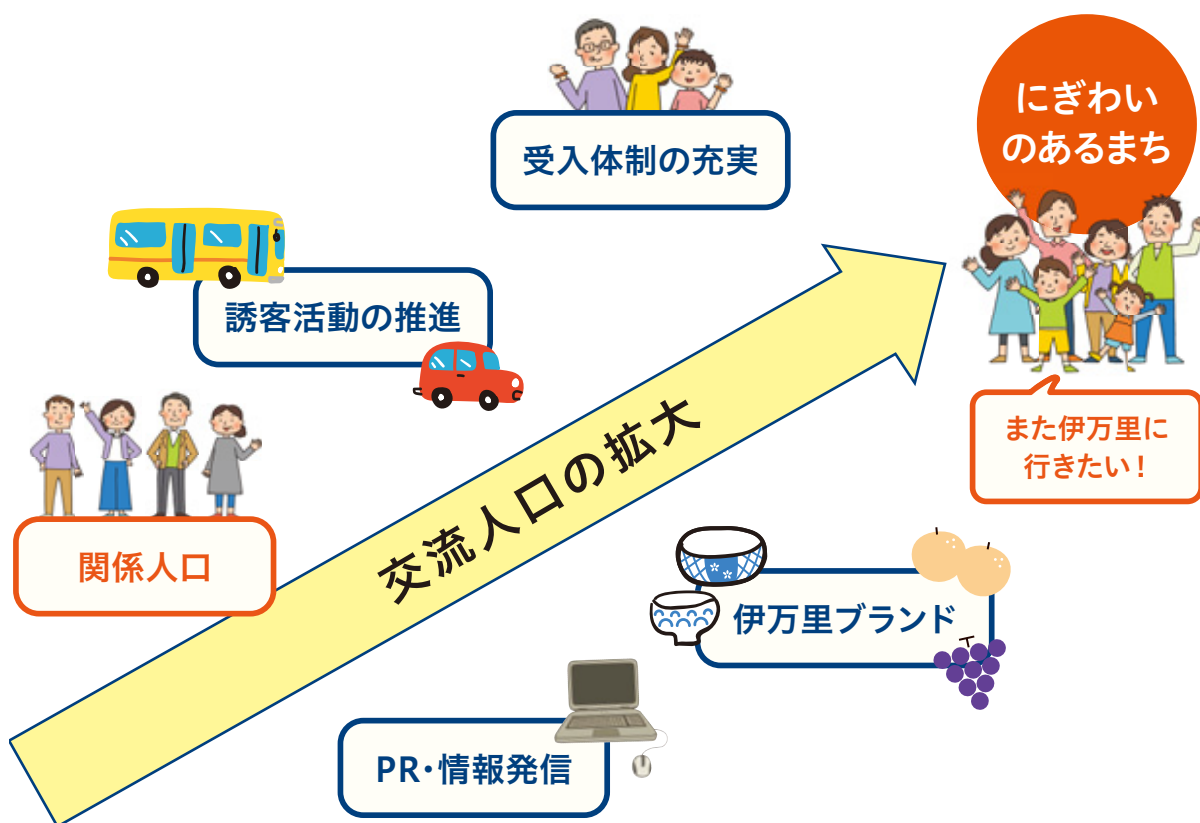 にぎわい
のあるまち
受入体制の充実
誘客活動の推進
また伊万里に
行きたい！
交流人口の拡大
関係人口
伊万里ブランド
PR・情報発信